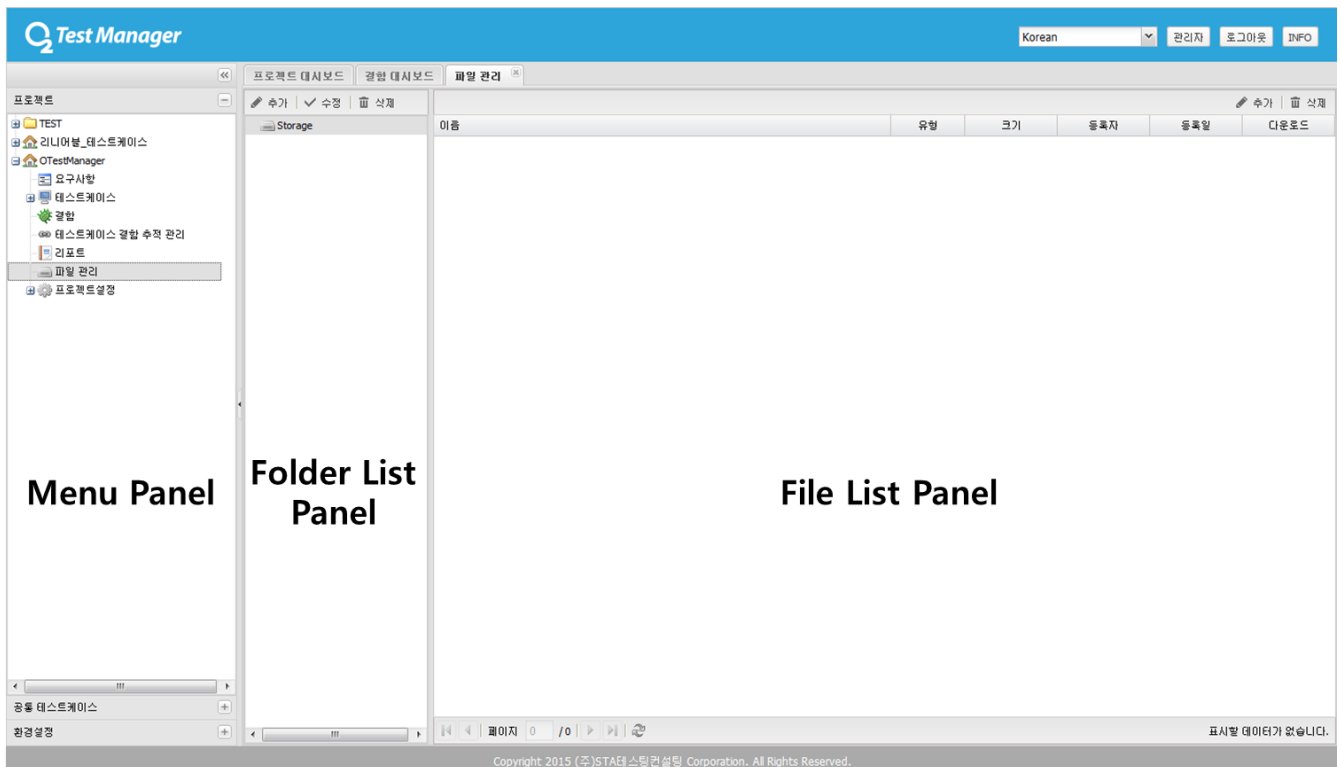 O2 Test Manager
Korean 관리자 로그아웃 INFO
프로젝트 대시보드 결함 대시보드 파일 관리
프로젝트
추가 수정 삭제
추가 삭제
TEST
리니어블_테스트케이스
OTestManager
요구사항
테스트케이스
결함
테스트케이스 결함 추적 관리
리포트
파일 관리
프로젝트설정
Storage
이름 유형 크기 등록자 등록일 다운로드
Menu Panel
Folder List
Panel
File List Panel
공통 테스트케이스
환경설정
페이지 0 / 0
표시할 데이터가 없습니다.
Copyright 2015 (주)STA테스팅컨설팅 Corporation. All Rights Reserved.